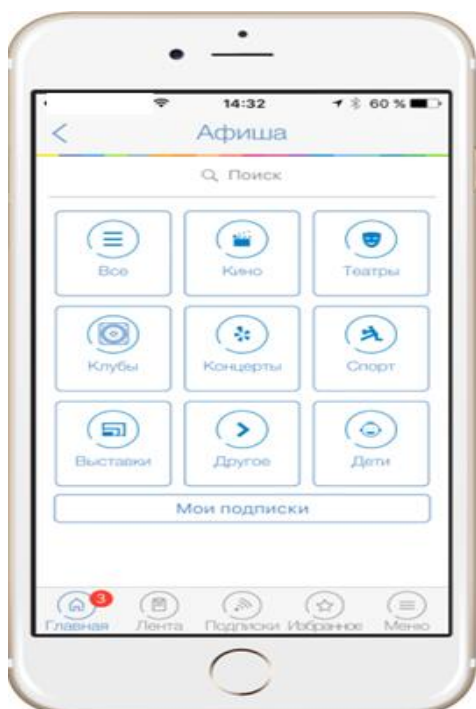 14:32 60 %
Афиша
Поиск
Все Кино Театры
Клубы Концерты Спорт
Выставки Другое Дети
Мои подписки
3
Главная Лента Подписки Избранное Меню